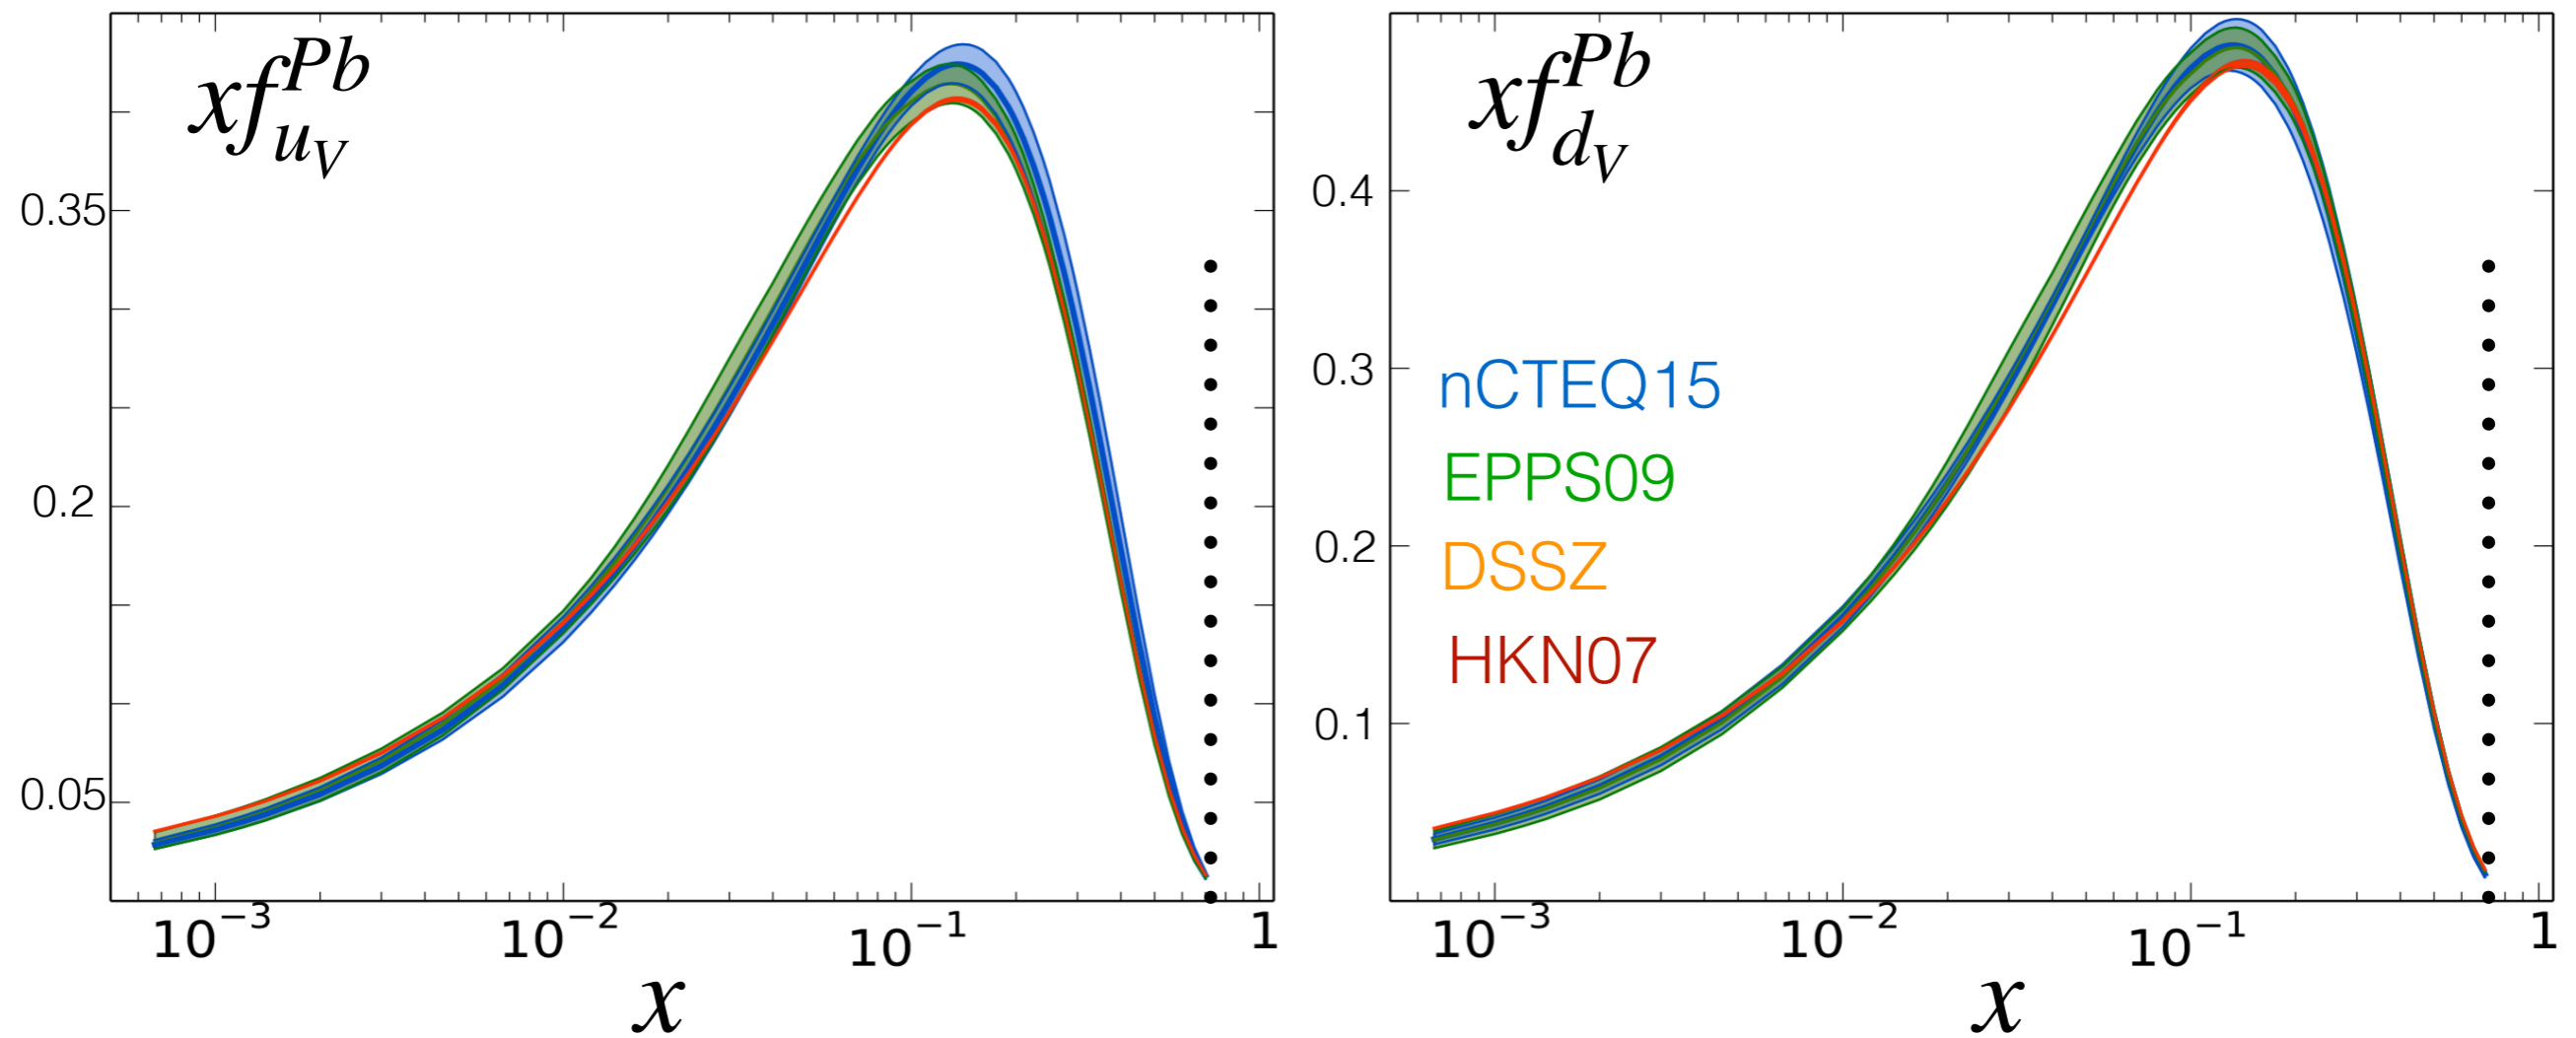 xf^{Pb}_{u_V}
0.35
0.2
0.05
10^{-3} 10^{-2} 10^{-1} 1
x
xf^{Pb}_{d_V}
0.4
0.3
0.2
0.1
nCTEQ15
EPPS09
DSSZ
HKN07
10^{-3} 10^{-2} 10^{-1} 1
x